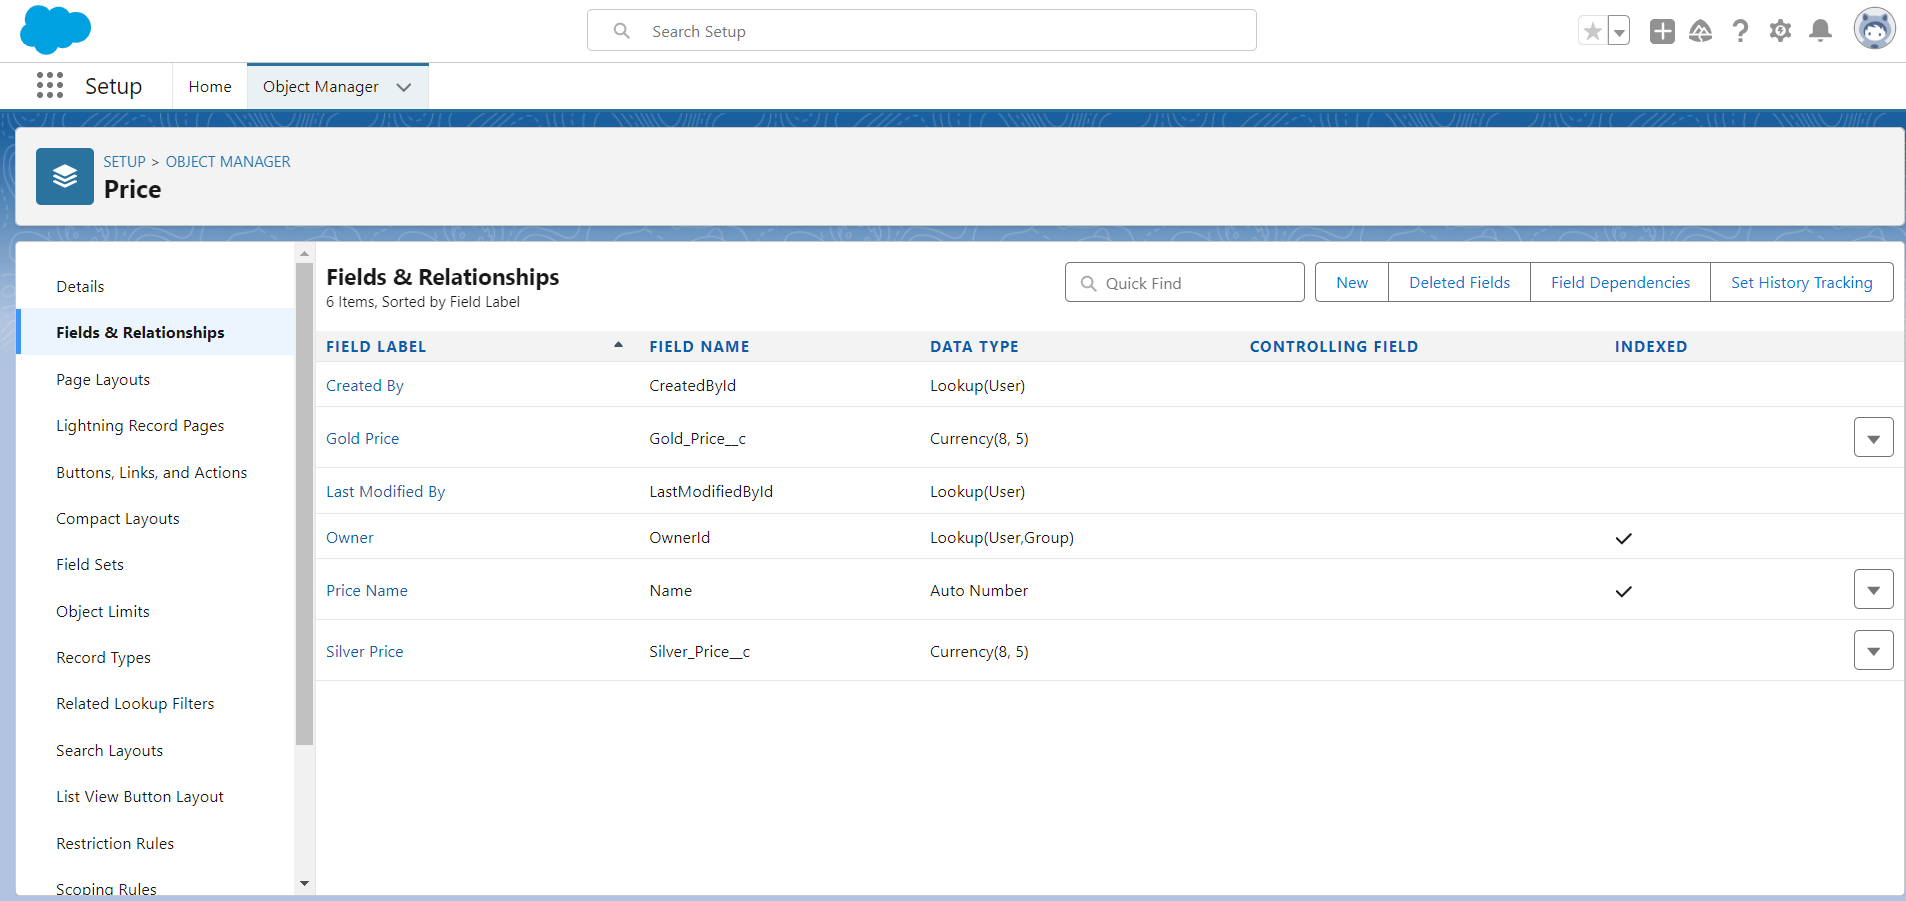 Search Setup
Setup
Home
Object Manager
SETUP > OBJECT MANAGER
Price
Details
Fields & Relationships
Page Layouts
Lightning Record Pages
Buttons, Links, and Actions
Compact Layouts
Field Sets
Object Limits
Record Types
Related Lookup Filters
Search Layouts
List View Button Layout
Restriction Rules
Scoping Rules
Fields & Relationships
6 Items, Sorted by Field Label
Quick Find
New
Deleted Fields
Field Dependencies
Set History Tracking
FIELD LABEL FIELD NAME DATA TYPE CONTROLLING FIELD INDEXED
Created By CreatedById Lookup(User)
Gold Price Gold_Price__c Currency(8, 5)
Last Modified By LastModifiedById Lookup(User)
Owner OwnerId Lookup(User,Group)
Price Name Name Auto Number
Silver Price Silver_Price__c Currency(8, 5)